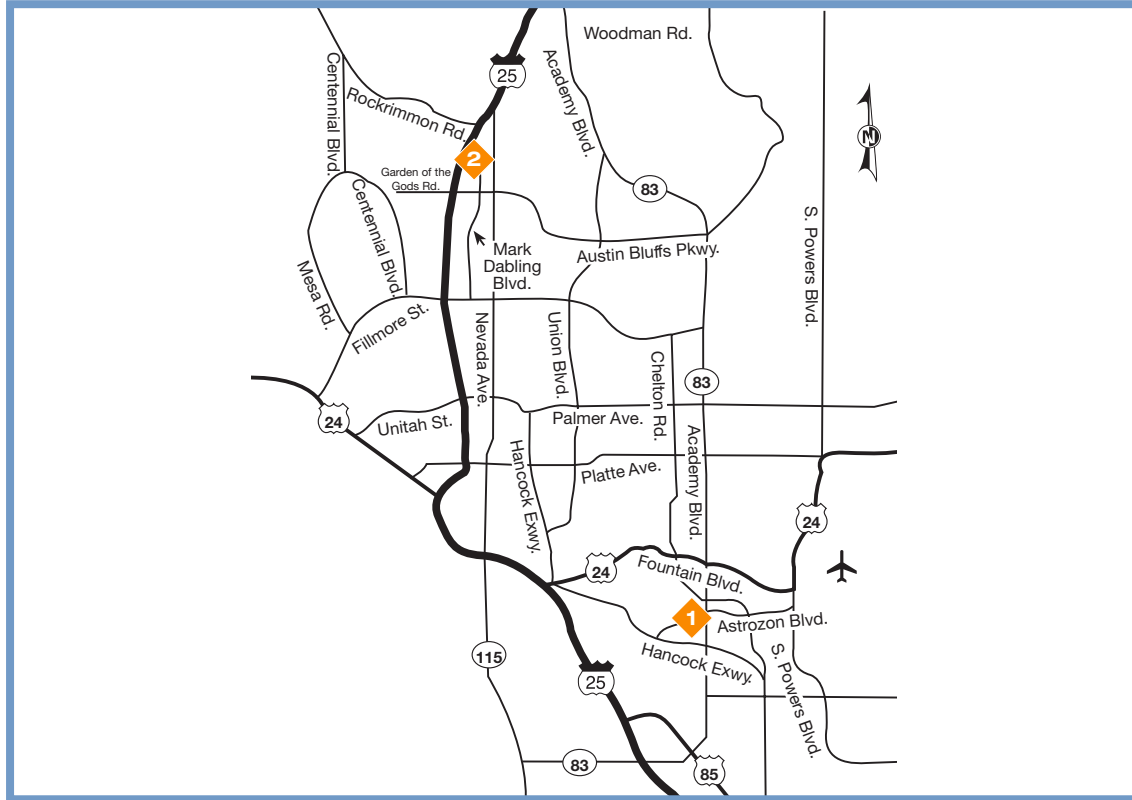 Woodman Rd.
25
Centennial Blvd.
Academy Blvd.
Rockrimmon Rd.
N
2
Garden of the
Gods Rd.
83
Centennial Blvd.
S. Powers Blvd.
Mark
Dabling
Blvd.
Austin Bluffs Pkwy.
Mesa Rd.
Fillmore St.
Nevada Ave.
Union Blvd.
Chelton Rd.
83
24
Unitah St.
Palmer Ave.
Hancock Exwy.
Academy Blvd.
Platte Ave.
24
24
Fountain Blvd.
1
Astrozon Blvd.
Hancock Exwy.
S. Powers Blvd.
115
25
83
85